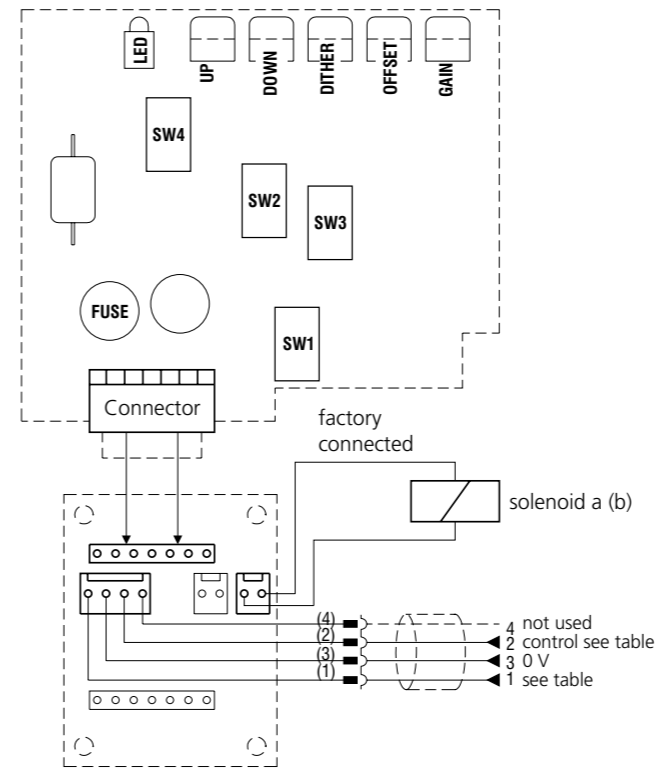 LED
UP
DOWN
DITHER
OFFSET
GAIN
SW4
SW2
SW3
FUSE
SW1
Connector
factory
connected
solenoid a (b)
(4)
4 not used
(2)
2 control see table
(3)
3 0 V
(1)
1 see table